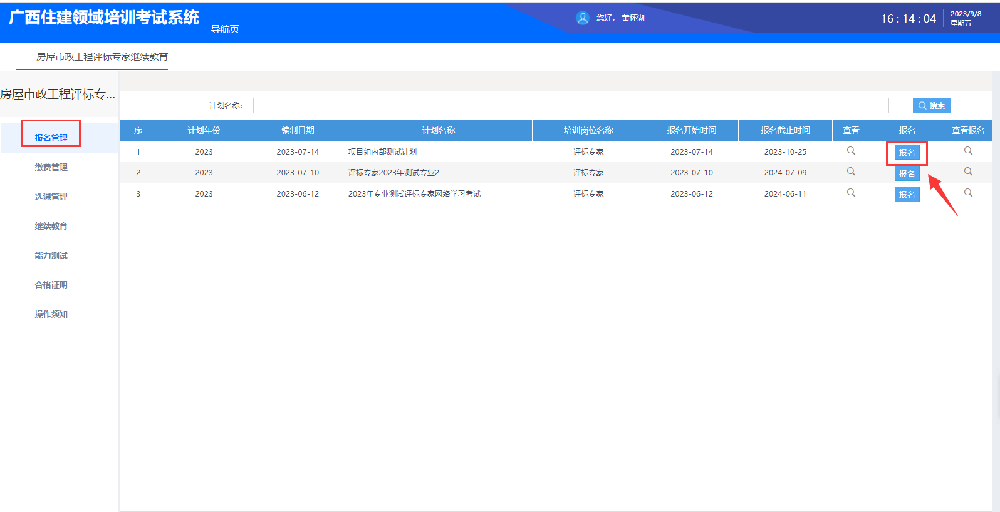 广西住建领域培训考试系统
导航页
您好， 黄怀湖
16 : 14 : 04
2023/9/8
星期五
房屋市政工程评标专家继续教育
房屋市政工程评标专...
报名管理
缴费管理
选课管理
继续教育
能力测试
合格证明
操作须知
计划名称：
搜索
序 计划年份 编制日期 计划名称 培训岗位名称 报名开始时间 报名截止时间 查看 报名 查看报名
1 2023 2023-07-14 项目组内部测试计划 评标专家 2023-07-14 2023-10-25 报名
2 2023 2023-07-10 评标专家2023年测试专业2 评标专家 2023-07-10 2024-07-09 报名
3 2023 2023-06-12 2023年专业测试评标专家网络学习考试 评标专家 2023-06-12 2024-06-11 报名